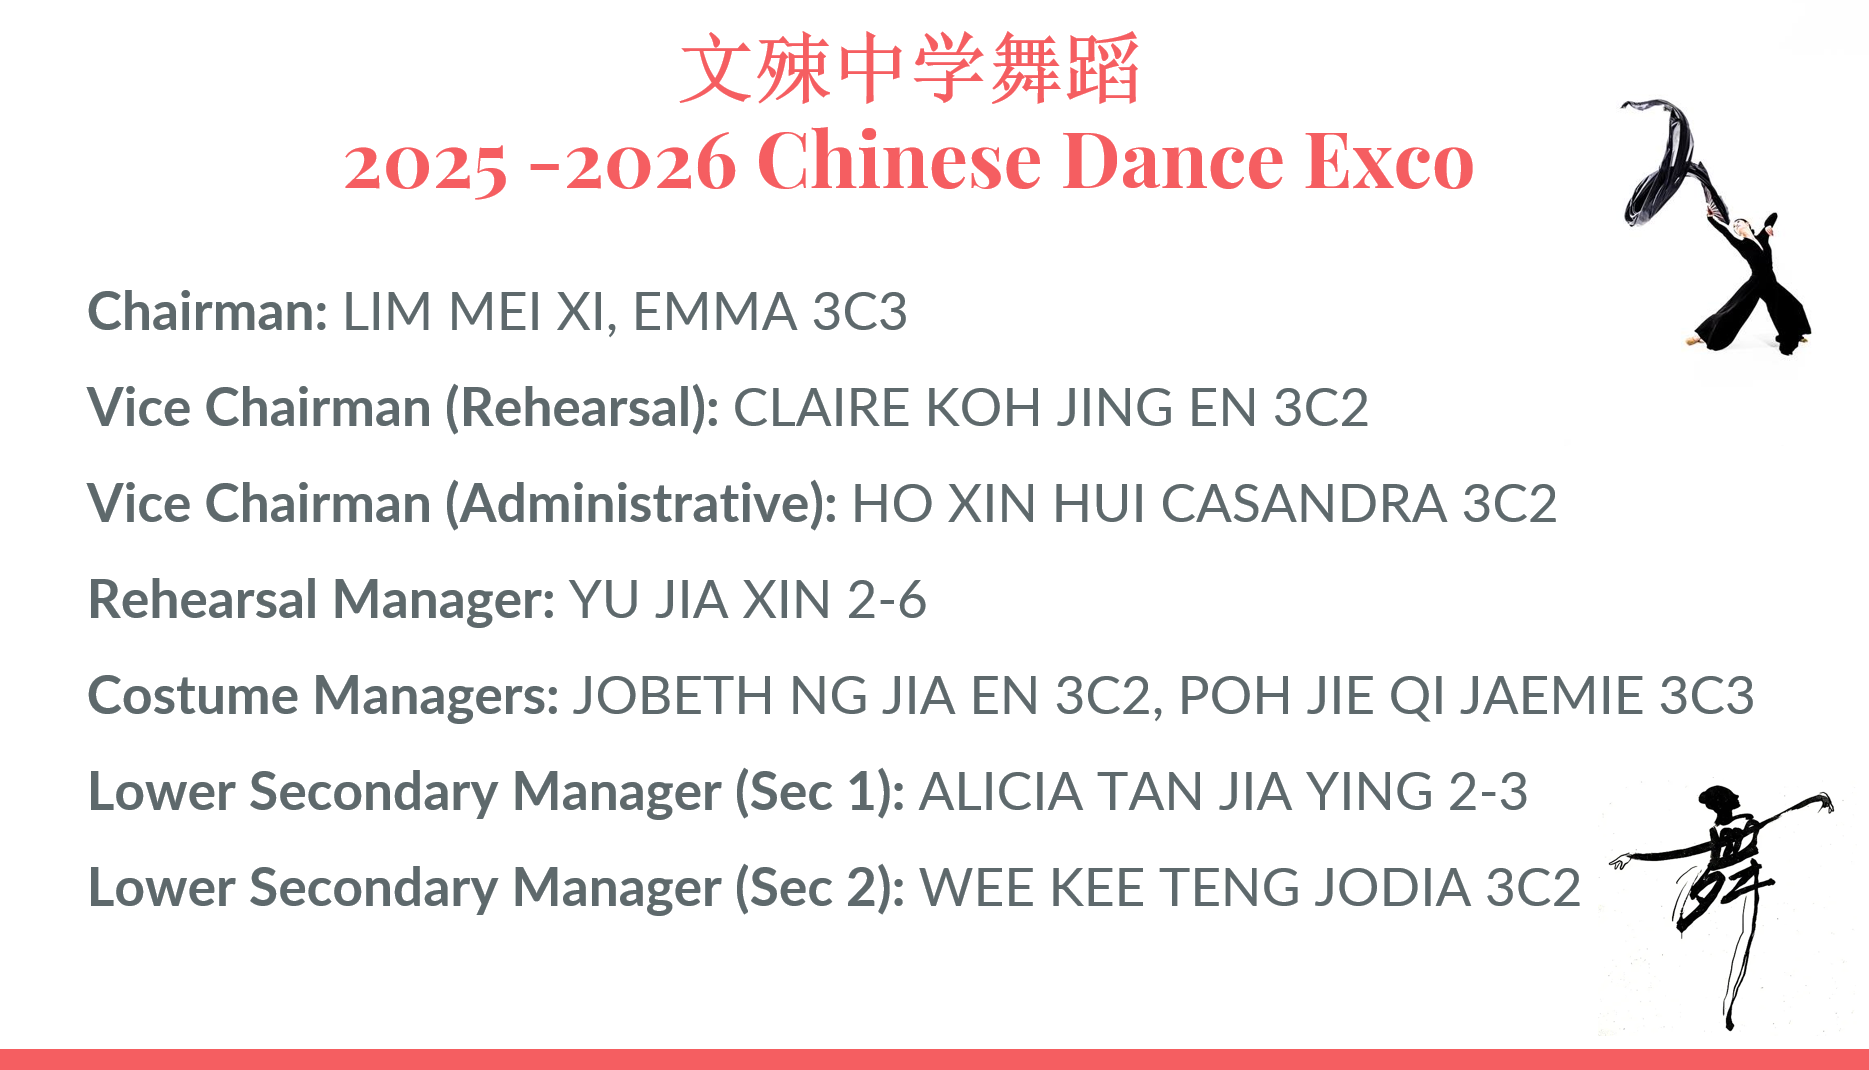 文殐中学舞蹈
2025 -2026 Chinese Dance Exco
Chairman: LIM MEI XI, EMMA 3C3
Vice Chairman (Rehearsal): CLAIRE KOH JING EN 3C2
Vice Chairman (Administrative): HO XIN HUI CASANDRA 3C2
Rehearsal Manager: YU JIA XIN 2-6
Costume Managers: JOBETH NG JIA EN 3C2, POH JIE QI JAEMIE 3C3
Lower Secondary Manager (Sec 1): ALICIA TAN JIA YING 2-3
Lower Secondary Manager (Sec 2): WEE KEE TENG JODIA 3C2
舞